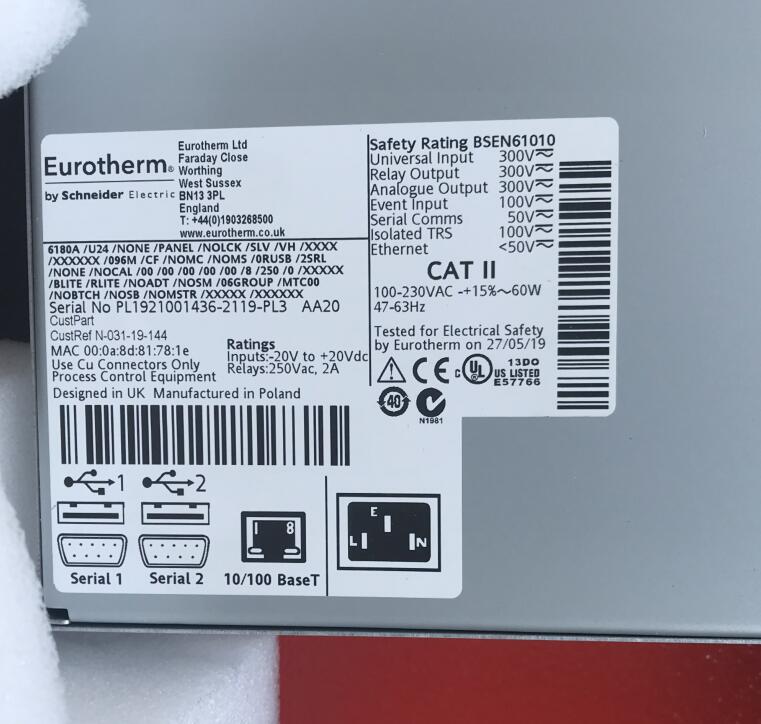 Eurotherm®
by Schneider Electric
Eurotherm Ltd
Faraday Close
Worthing
West Sussex
BN13 3PL
England
T: +44(0)1903268500
www.eurotherm.co.uk
6180A /U24 /NONE /PANEL /NOLCK /SLV /VH /XXXX
/XXXXXX /096M /CF /NOMC /NOMS /0RUSB /2SRL
/NONE /NOCAL /00 /00 /00 /00 /00 /8 /250 /0 /XXXXX
/BLITE /RLITE /NOADT /NOSM /06GROUP /MTC00
/NOBTCH /NOSB /NOMSTR /XXXXX /XXXXXX
Serial No PL1921001436-2119-PL3 AA20
CustPart
CustRef N-031-19-144
MAC 00:0a:8d:81:78:1e
Use Cu Connectors Only
Process Control Equipment
Ratings
Inputs:-20V to +20Vdc
Relays:250Vac, 2A
Designed in UK Manufactured in Poland
Safety Rating BSEN61010
Universal Input 300V
Relay Output 300V
Analogue Output 300V
Event Input 100V
Serial Comms 50V
Isolated TRS 100V
Ethernet <50V
CAT II
100-230VAC -+15%~60W
47-63Hz
Tested for Electrical Safety
by Eurotherm on 27/05/19
CE
C UL US LISTED
13DO
E57766
40
N1981
1
2
Serial 1
Serial 2
1 8
10/100 BaseT
E
L N